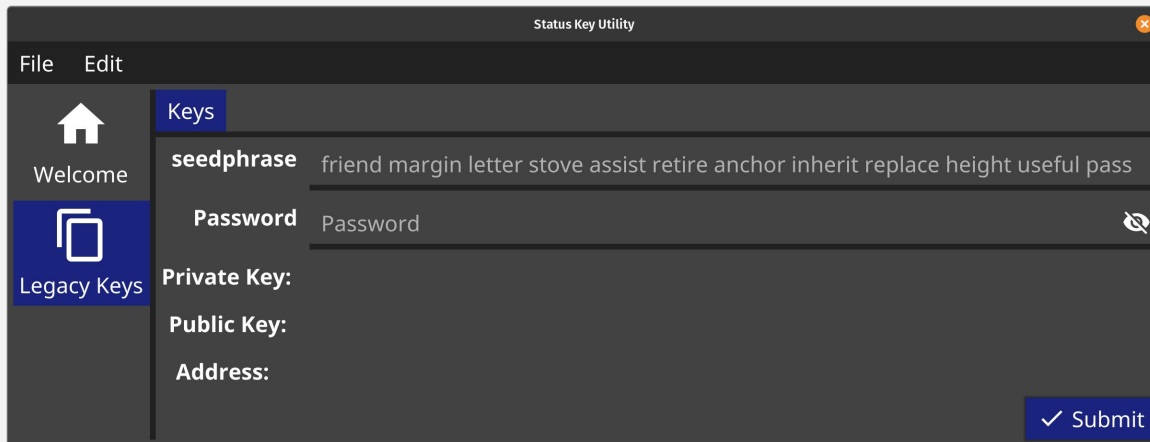 Status Key Utility
File Edit
Welcome
Legacy Keys
Keys
seedphrase friend margin letter stove assist retire anchor inherit replace height useful pass
Password Password
Private Key:
Public Key:
Address:
Submit